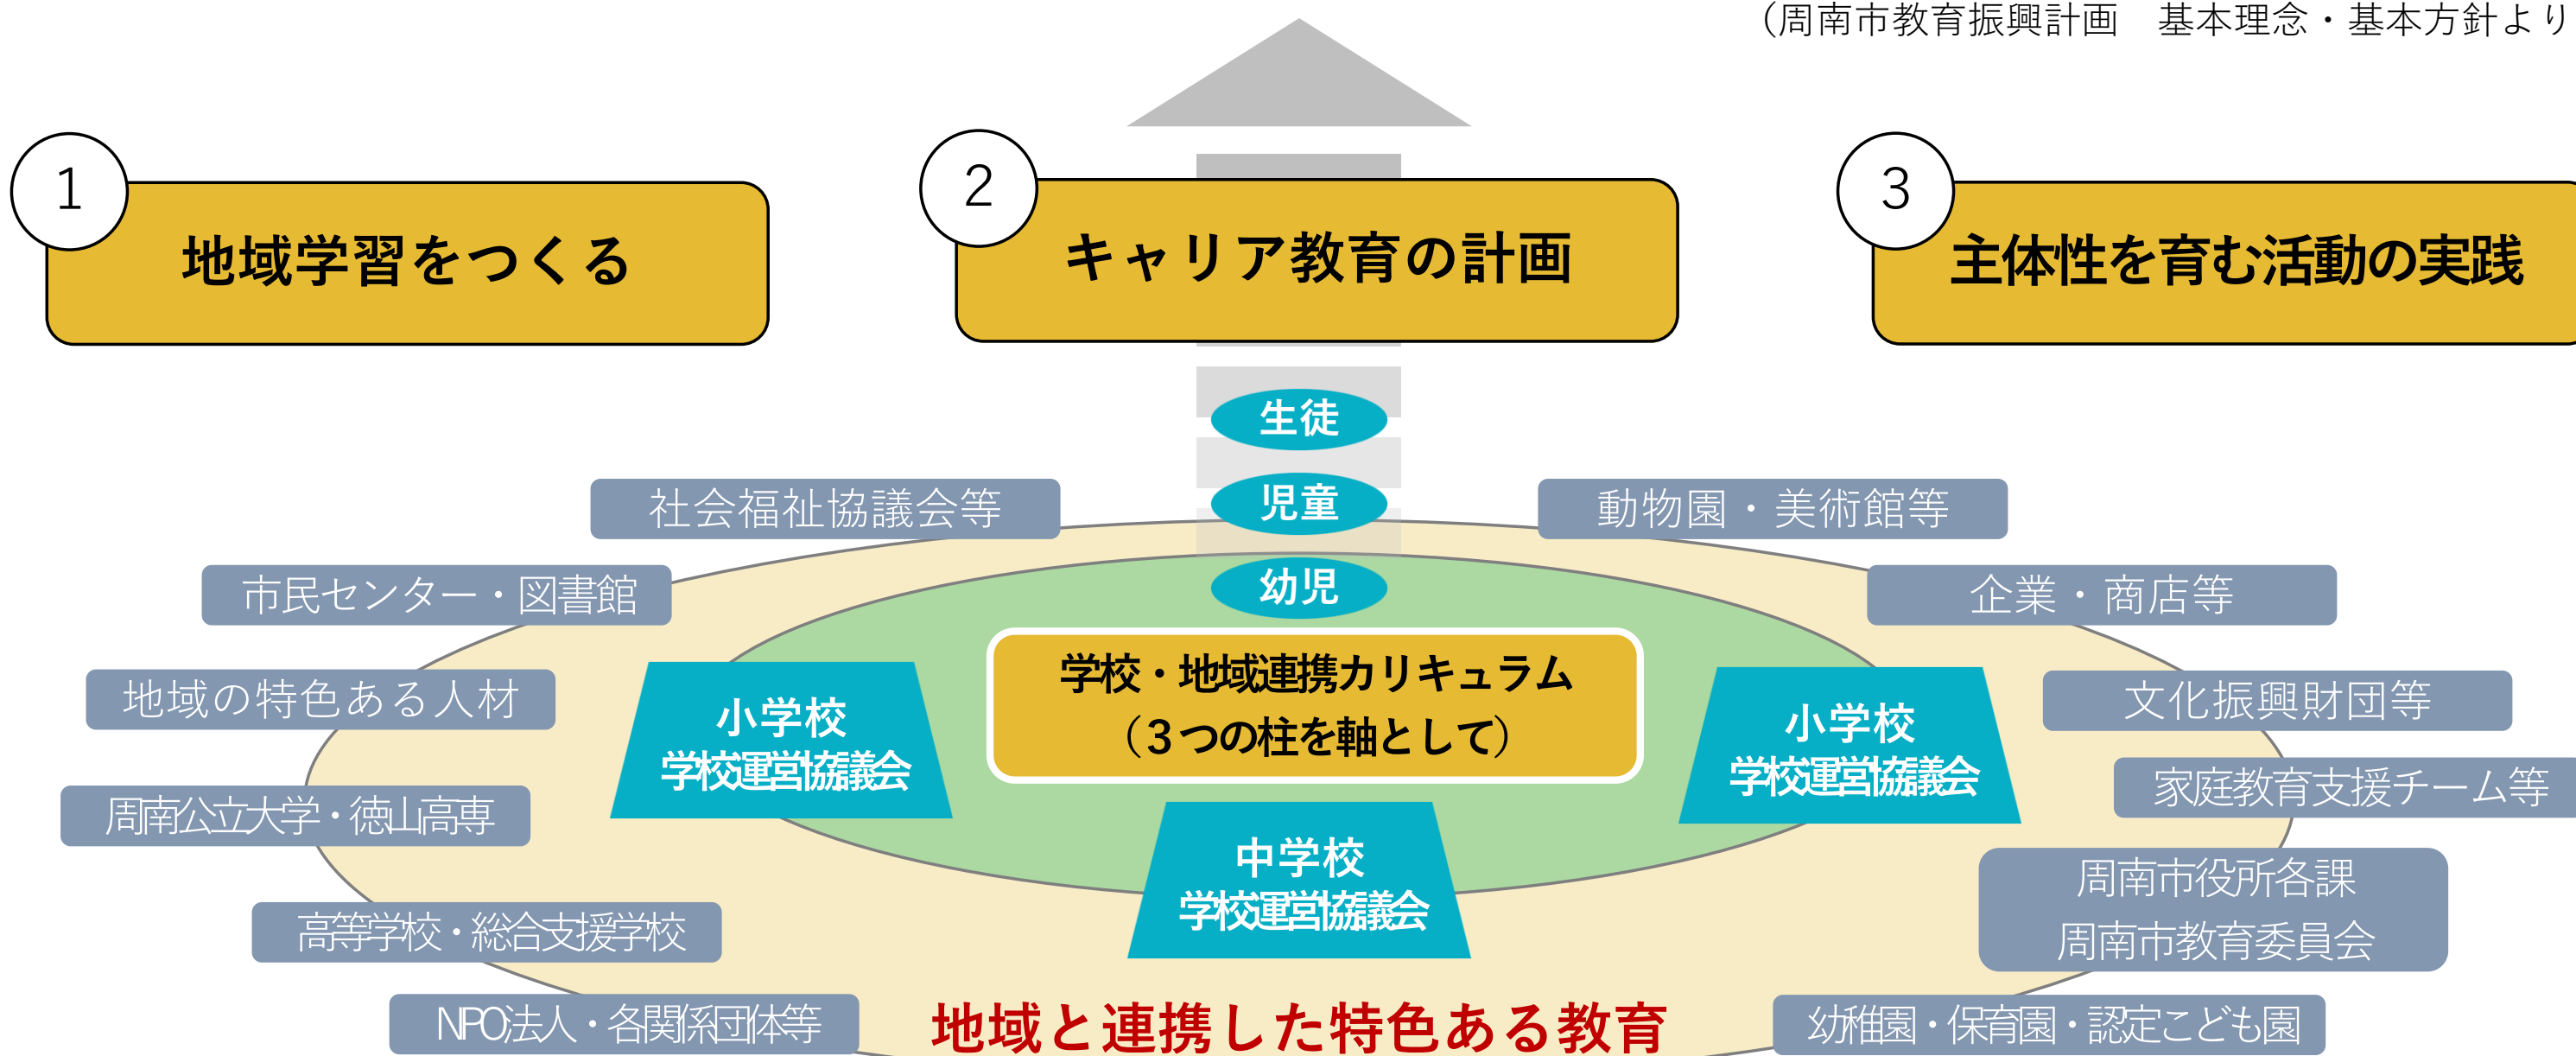 （周南市教育振興計画　基本理念・基本方針より
1
地域学習をつくる
2
キャリア教育の計画
3
主体性を育む活動の実践
生徒
児童
幼児
社会福祉協議会等
動物園・美術館等
市民センター・図書館
企業・商店等
地域の特色ある人材
文化振興財団等
周南公立大学・徳山高専
家庭教育支援チーム等
高等学校・総合支援学校
周南市役所各課
周南市教育委員会
NPO法人・各関係団体等
幼稚園・保育園・認定こども園
学校・地域連携カリキュラム
（３つの柱を軸として）
小学校
学校運営協議会
小学校
学校運営協議会
中学校
学校運営協議会
地域と連携した特色ある教育